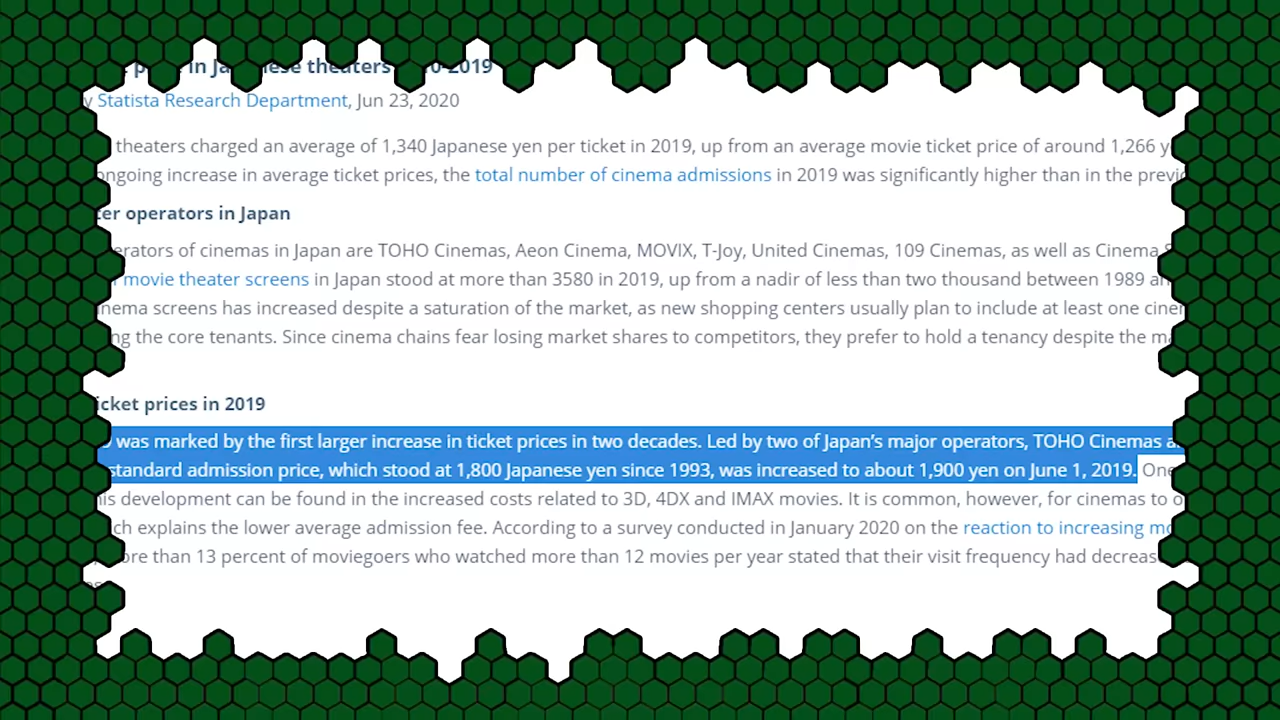 in Japanese theaters 2019
Statista Research Department, Jun 23, 2020
theaters charged an average of 1,340 Japanese yen per ticket in 2019, up from an average movie ticket price of around 1,266
ongoing increase in average ticket prices, the total number of cinema admissions in 2019 was significantly higher than in the
operators in Japan
of cinemas in Japan are TOHO Cinemas, Aeon Cinema, MOVIX, T-Joy, United Cinemas, 109 Cinemas, as well as Cinema
movie theater screens in Japan stood at more than 3580 in 2019, up from a nadir of less than two thousand between 1989
screens has increased despite a saturation of the market, as new shopping centers usually plan to include at least one
the core tenants. Since cinema chains fear losing market shares to competitors, they prefer to hold a tenancy despite the
ticket prices in 2019
was marked by the first larger increase in ticket prices in two decades. Led by two of Japan's major operators, TOHO Cinemas
standard admission price, which stood at 1,800 Japanese yen since 1993, was increased to about 1,900 yen on June 1, 2019. One
development can be found in the increased costs related to 3D, 4DX and IMAX movies. It is common, however, for cinemas to
explains the lower average admission fee. According to a survey conducted in January 2020 on the reaction to increasing
than 13 percent of moviegoers who watched more than 12 movies per year stated that their visit frequency had